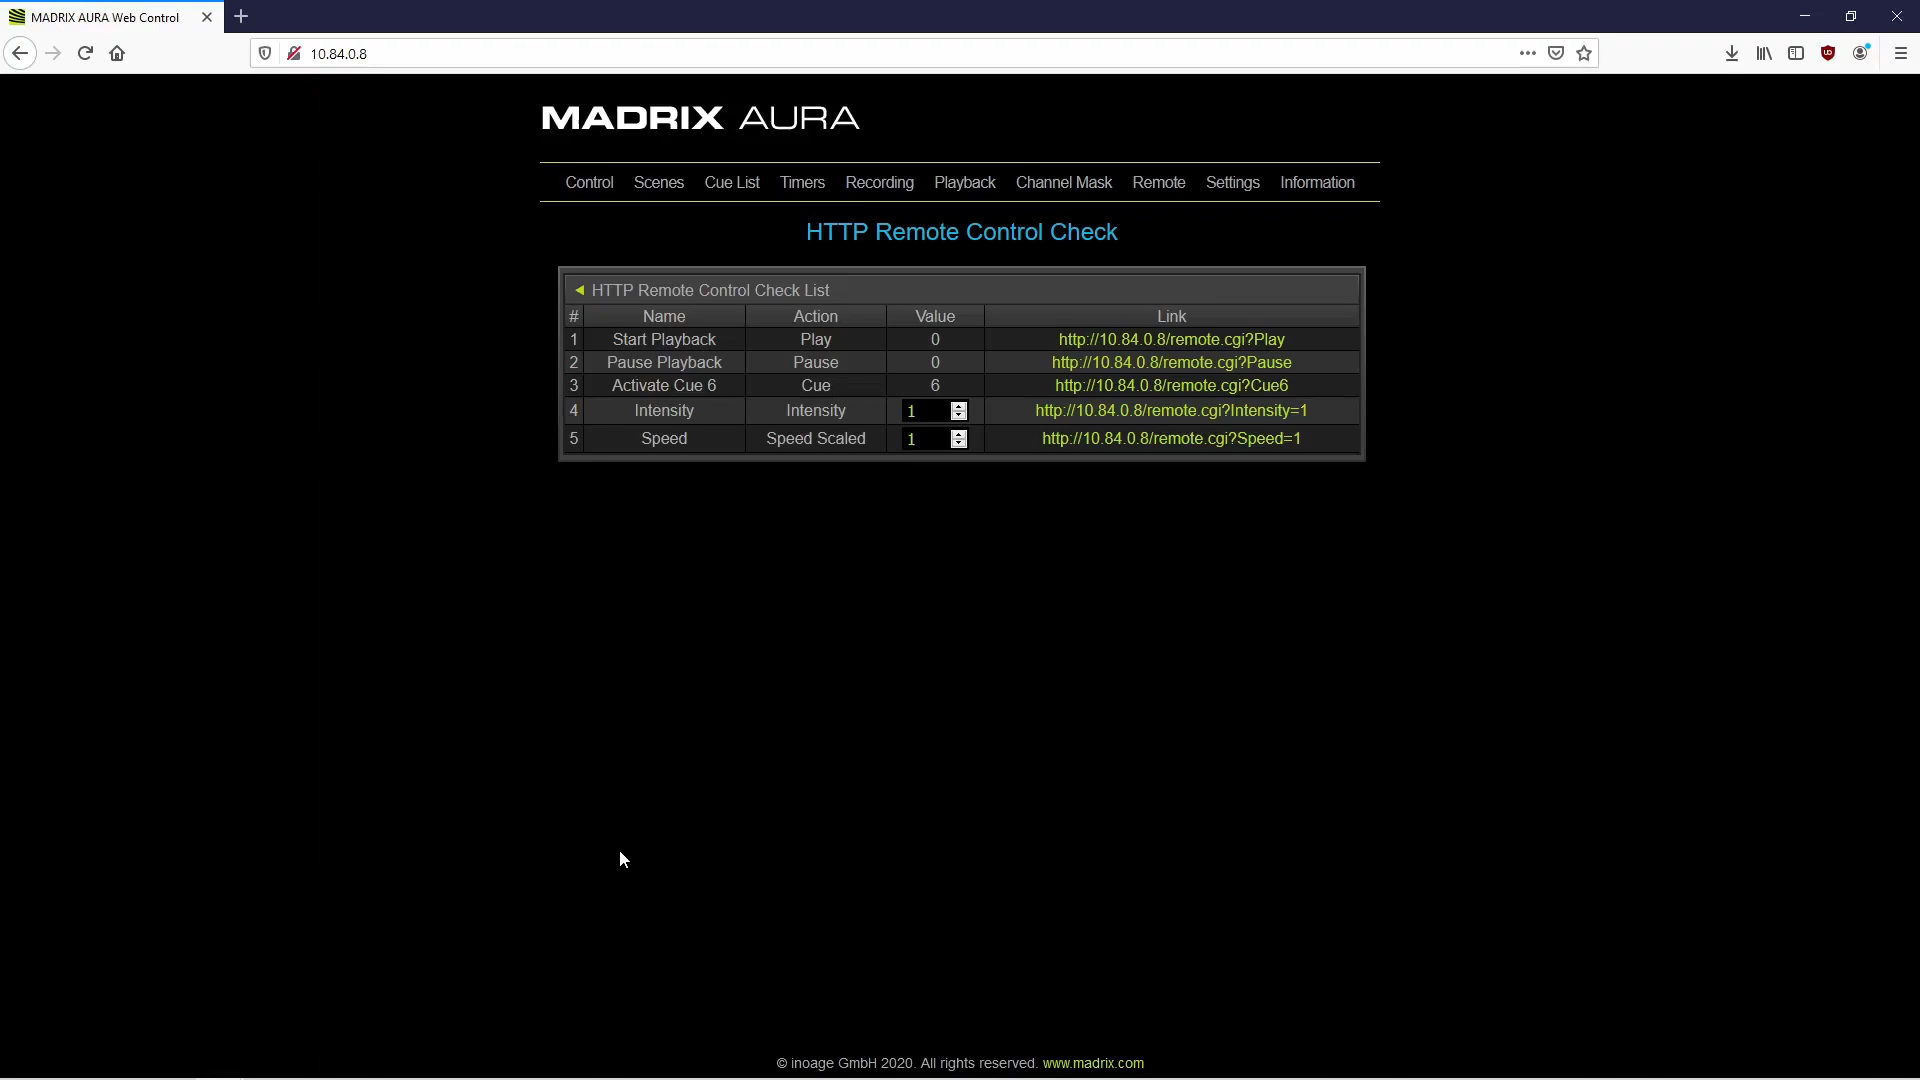 MADRIX AURA Web Control
10.84.0.8
MADRIX AURA
Control Scenes Cue List Timers Recording Playback Channel Mask Remote Settings Information
HTTP Remote Control Check
HTTP Remote Control Check List
# Name Action Value Link
1 Start Playback Play 0 http://10.84.0.8/remote.cgi?Play
2 Pause Playback Pause 0 http://10.84.0.8/remote.cgi?Pause
3 Activate Cue 6 Cue 6 http://10.84.0.8/remote.cgi?Cue6
4 Intensity Intensity 1 http://10.84.0.8/remote.cgi?Intensity=1
5 Speed Speed Scaled 1 http://10.84.0.8/remote.cgi?Speed=1
© inoage GmbH 2020. All rights reserved. www.madrix.com